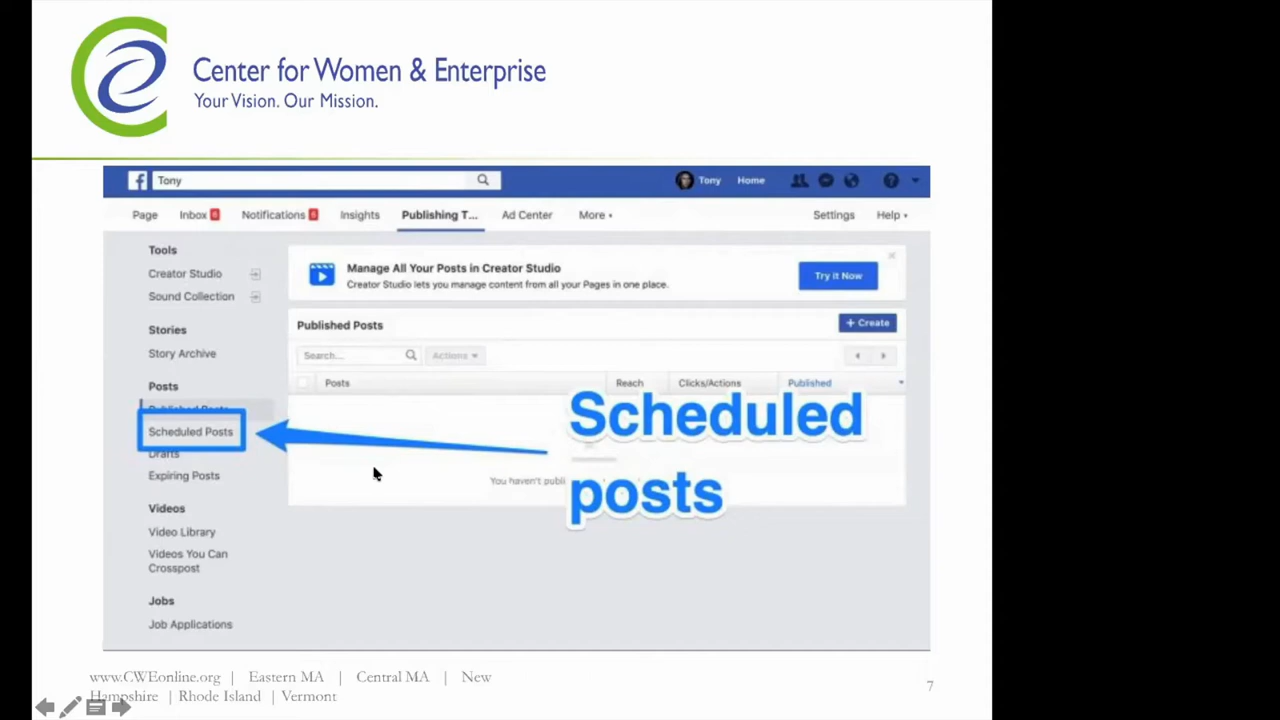 Center for Women & Enterprise
Your Vision. Our Mission.
Tony
Tony Home
Page Inbox 6 Notifications 6 Insights Publishing T... Ad Center More Settings Help
Tools
Creator Studio
Sound Collection
Stories
Story Archive
Posts
Published Posts
Scheduled Posts
Drafts
Expiring Posts
Videos
Video Library
Videos You Can
Crosspost
Jobs
Job Applications
Manage All Your Posts in Creator Studio
Creator Studio lets you manage content from all your Pages in one place.
Try it Now
Published Posts
+ Create
Search... Actions
Posts Reach Clicks/Actions Published
You haven't publi
Scheduled
posts
www.CWEonline.org | Eastern MA | Central MA | New
Hampshire | Rhode Island | Vermont
7